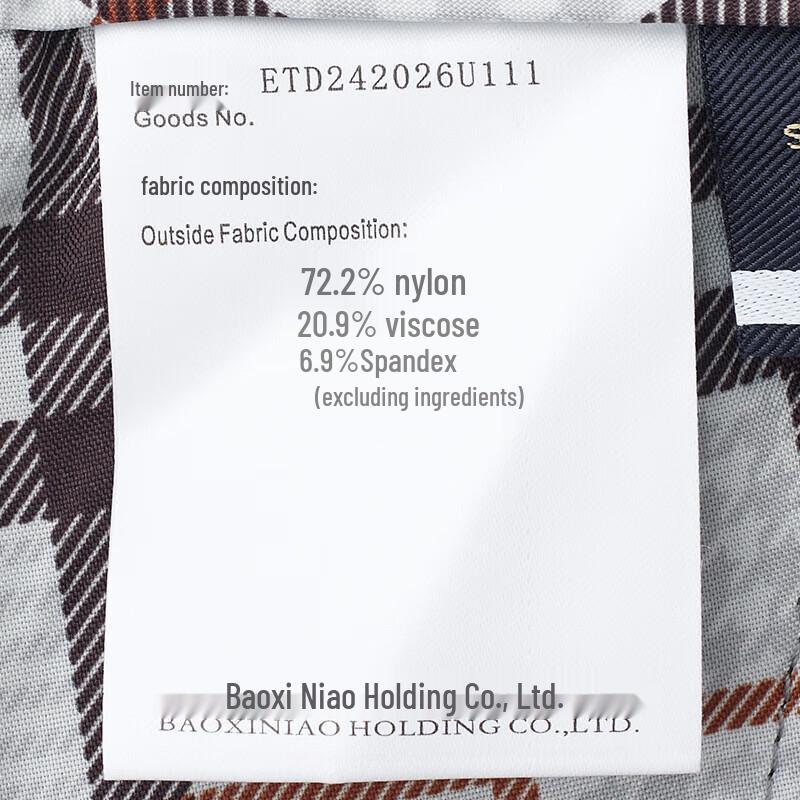 Item number: ETD242026U111
Goods No.
fabric composition:
Outside Fabric Composition:
72.2% nylon
20.9% viscose
6.9%Spandex
(excluding ingredients)
Baoxi Niao Holding Co., Ltd.
BAOXINIAO HOLDING CO.,LTD.